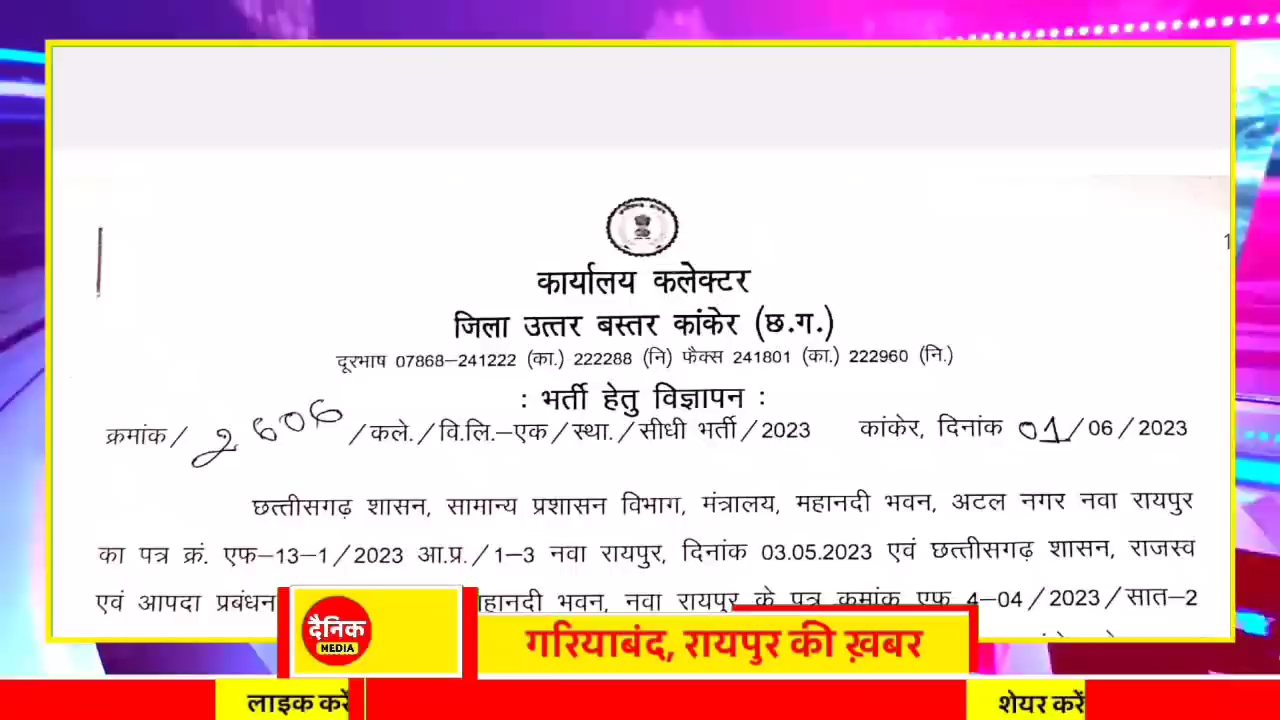 1
कार्यालय कलेक्टर
जिला उत्तर बस्तर कांकेर (छ.ग.)
दूरभाष 07868–241222 (का.) 222288 (नि) फैक्स 241801 (का.) 222960 (नि.)
: भर्ती हेतु विज्ञापन :
क्रमांक / 2606 / कले. / वि.लि.–एक / स्था. / सीधी भर्ती / 2023 कांकेर, दिनांक 01 / 06 / 2023
छत्तीसगढ़ शासन, सामान्य प्रशासन विभाग, मंत्रालय, महानदी भवन, अटल नगर नवा रायपुर
का पत्र क्रं. एफ–13–1 / 2023 आ.प्र. / 1–3 नवा रायपुर, दिनांक 03.05.2023 एवं छत्तीसगढ़ शासन, राजस्व
एवं आपदा प्रबंधन हानदी भवन, नवा रायपुर के पत्र क्रमांक एफ 4–04 / 2023 / सात–2
दैनिक
MEDIA
गरियाबंद, रायपुर की ख़बर
लाइक करें
शेयर करें